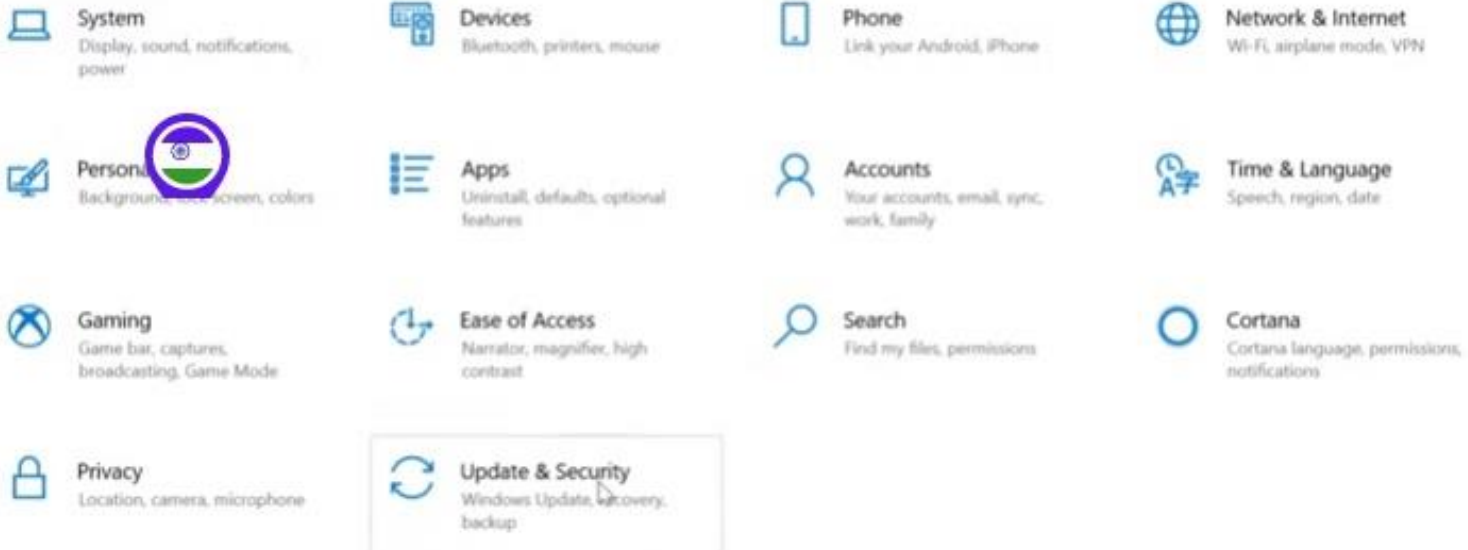 System
Display, sound, notifications,
power
Devices
Bluetooth, printers, mouse
Phone
Link your Android, iPhone
Network & Internet
Wi-Fi, airplane mode, VPN
Background, screen, colors
Apps
Uninstall, defaults, optional
features
Accounts
Your accounts, email, sync,
work, family
Time & Language
Speech, region, date
Gaming
Game bar, captures,
broadcasting, Game Mode
Ease of Access
Narrator, magnifier, high
contrast
Search
Find my files, permissions
Cortana
Cortana language, permissions,
notifications
Privacy
Location, camera, microphone
Update & Security
Windows Update, recovery,
backup